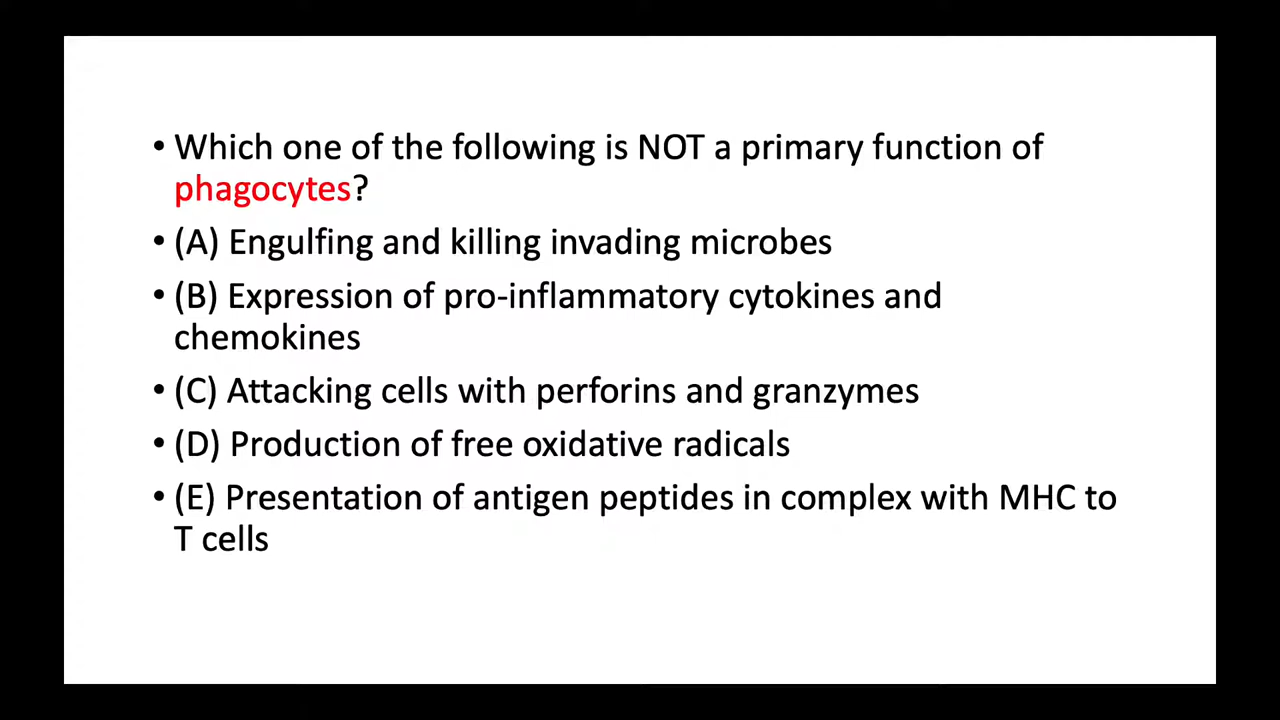 • Which one of the following is NOT a primary function of
phagocytes?
• (A) Engulfing and killing invading microbes
• (B) Expression of pro-inflammatory cytokines and
chemokines
• (C) Attacking cells with perforins and granzymes
• (D) Production of free oxidative radicals
• (E) Presentation of antigen peptides in complex with MHC to
T cells